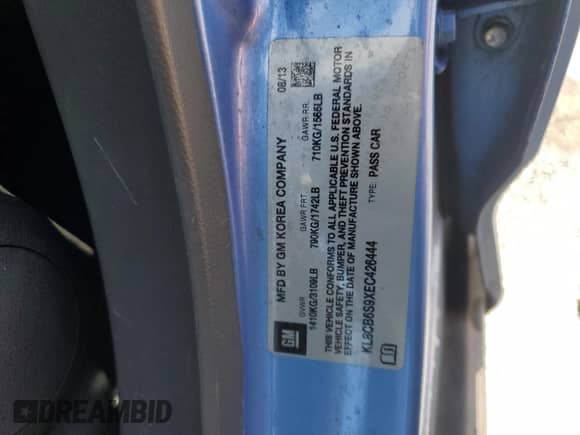 MFD BY GM KOREA COMPANY
08/13
GVWR
GAWR FRT
GAWR RR
1410KG/3109LB
790KG/1742LB
710KG/1565LB
THIS VEHICLE CONFORMS TO ALL APPLICABLE U.S. FEDERAL MOTOR
VEHICLE SAFETY, BUMPER, AND THEFT PREVENTION STANDARDS IN
EFFECT ON THE DATE OF MANUFACTURE SHOWN ABOVE.
KL8CB6S9XEC426444
TYPE: PASS CAR
GM
DREAMBID